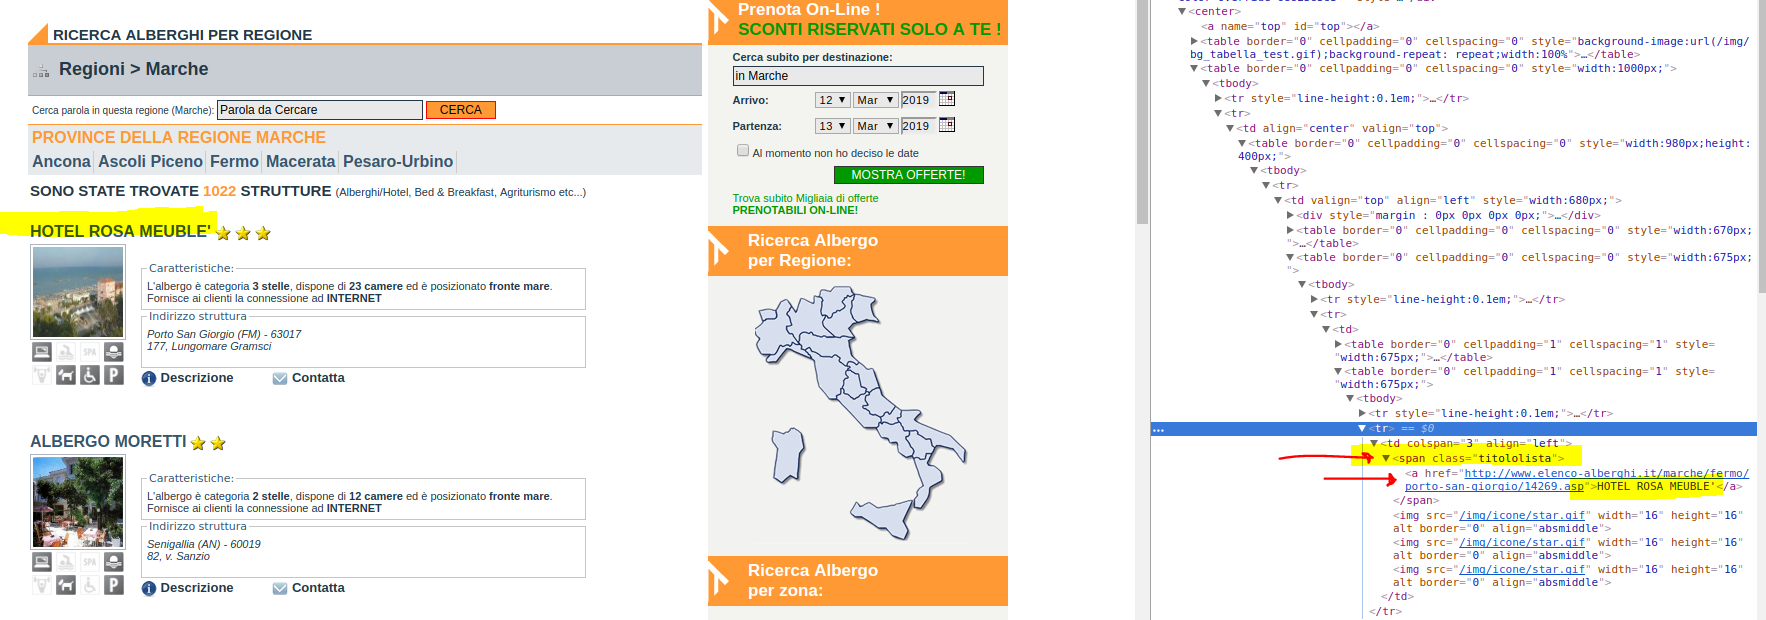 RICERCA ALBERGHI PER REGIONE
Regioni > Marche
Cerca parola in questa regione (Marche): Parola da Cercare CERCA
PROVINCE DELLA REGIONE MARCHE
Ancona Ascoli Piceno Fermo Macerata Pesaro-Urbino
SONO STATE TROVATE 1022 STRUTTURE (Alberghi/Hotel, Bed & Breakfast, Agriturismo etc...)
HOTEL ROSA MEUBLE'
Caratteristiche:
L'albergo è categoria 3 stelle, dispone di 23 camere ed è posizionato fronte mare.
Fornisce ai clienti la connessione ad INTERNET
Indirizzo struttura
Porto San Giorgio (FM) - 63017
177, Lungomare Gramsci
SPA
P
Descrizione Contatta
ALBERGO MORETTI
Caratteristiche:
L'albergo è categoria 2 stelle, dispone di 12 camere ed è posizionato fronte mare.
Fornisce ai clienti la connessione ad INTERNET
Indirizzo struttura
Senigallia (AN) - 60019
82, v. Sanzio
SPA
P
Descrizione Contatta
Prenota On-Line !
SCONTI RISERVATI SOLO A TE !
Cerca subito per destinazione:
in Marche
Arrivo: 12 Mar 2019
Partenza: 13 Mar 2019
Al momento non ho deciso le date
MOSTRA OFFERTE!
Trova subito Migliaia di offerte
PRENOTABILI ON-LINE!
Ricerca Albergo
per Regione:
Ricerca Albergo
per zona:
<center>
<a name="top" id="top"></a>
<table border="0" cellpadding="0" cellspacing="0" style="background-image:url(/img/
bg_tabella_test.gif);background-repeat: repeat;width:100%">…</table>
<table border="0" cellpadding="0" cellspacing="0" style="width:1000px;">
<tbody>
<tr style="line-height:0.1em;">…</tr>
<tr>
<td align="center" valign="top">
<table border="0" cellpadding="0" cellspacing="0" style="width:980px;height:
400px;">
<tbody>
<tr>
<td valign="top" align="left" style="width:680px;">
<div style="margin : 0px 0px 0px 0px;">…</div>
<table border="0" cellpadding="0" cellspacing="0" style="width:670px;
">…</table>
<table border="0" cellpadding="0" cellspacing="0" style="width:675px;
">
<tbody>
<tr style="line-height:0.1em;">…</tr>
<tr>
<td>
<table border="0" cellpadding="1" cellspacing="1" style=
"width:675px;">…</table>
<table border="0" cellpadding="1" cellspacing="1" style=
"width:675px;">
<tbody>
<tr style="line-height:0.1em;">…</tr>
<tr> == $0
<td colspan="3" align="left">
<span class="titololista">
<a href="http://www.elenco-alberghi.it/marche/fermo/
porto-san-giorgio/14269.asp">HOTEL ROSA MEUBLE'</a>
</span>
<img src="/img/icone/star.gif" width="16" height="16"
alt border="0" align="absmiddle">
<img src="/img/icone/star.gif" width="16" height="16"
alt border="0" align="absmiddle">
<img src="/img/icone/star.gif" width="16" height="16"
alt border="0" align="absmiddle">
</td>
</tr>